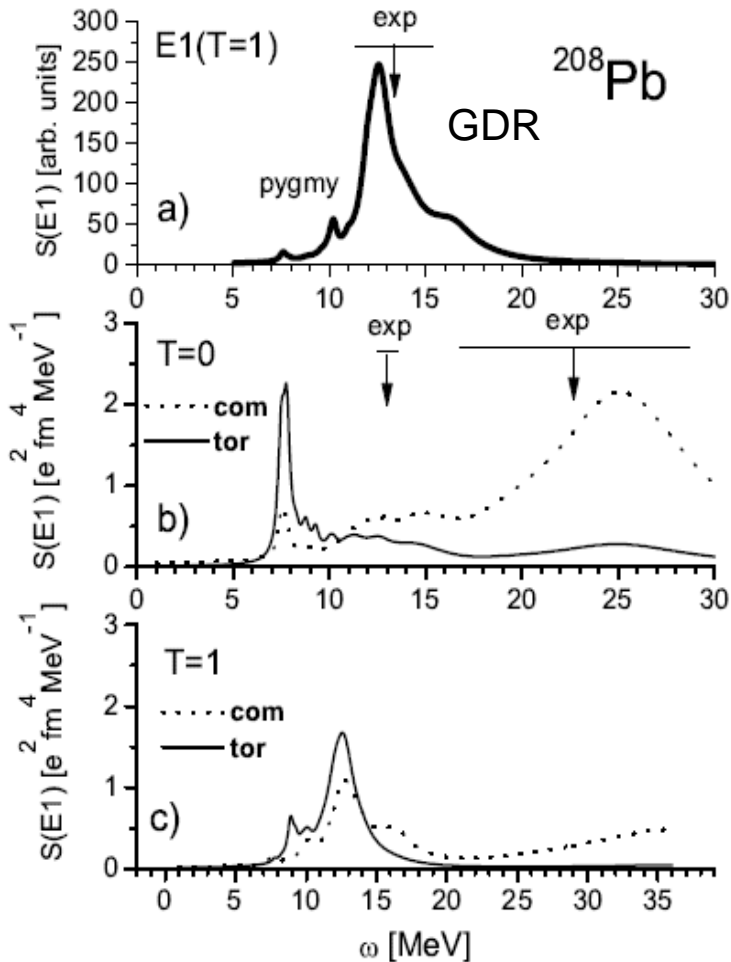 exp
E1(T=1)
208Pb
GDR
pygmy
a)
S(E1) [arb. units]
300
250
200
150
100
50
0
0 5 10 15 20 25 30
exp
exp
T=0
com
tor
b)
S(E1) [e² fm⁴ MeV⁻¹]
3
2
1
0
0 5 10 15 20 25 30
T=1
com
tor
c)
S(E1) [e² fm⁴ MeV⁻¹]
3
2
1
0
0 5 10 15 20 25 30 35
ω [MeV]